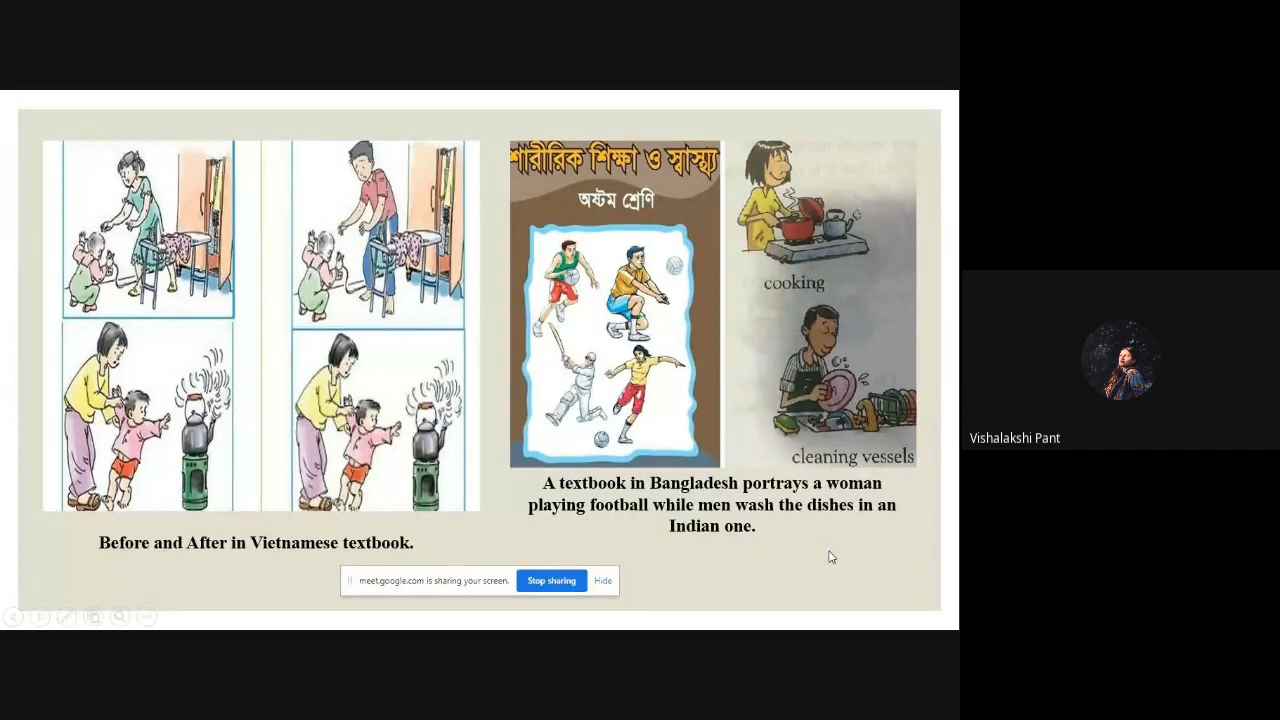 শারীরিক শিক্ষা ও স্বাস্থ্য
অষ্টম শ্রেণি
cooking
cleaning vessels
A textbook in Bangladesh portrays a woman
playing football while men wash the dishes in an
Indian one.
Before and After in Vietnamese textbook.
meet.google.com is sharing your screen.
Stop sharing
Hide
Vishalakshi Pant